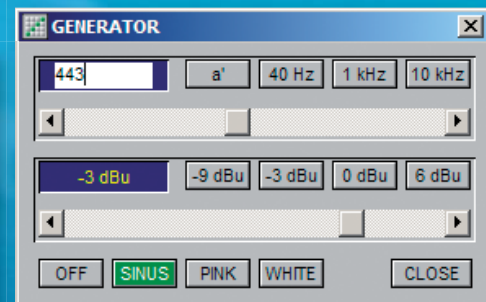 GENERATOR
443 a' 40 Hz 1 kHz 10 kHz
-3 dBu -9 dBu -3 dBu 0 dBu 6 dBu
OFF SINUS PINK WHITE CLOSE